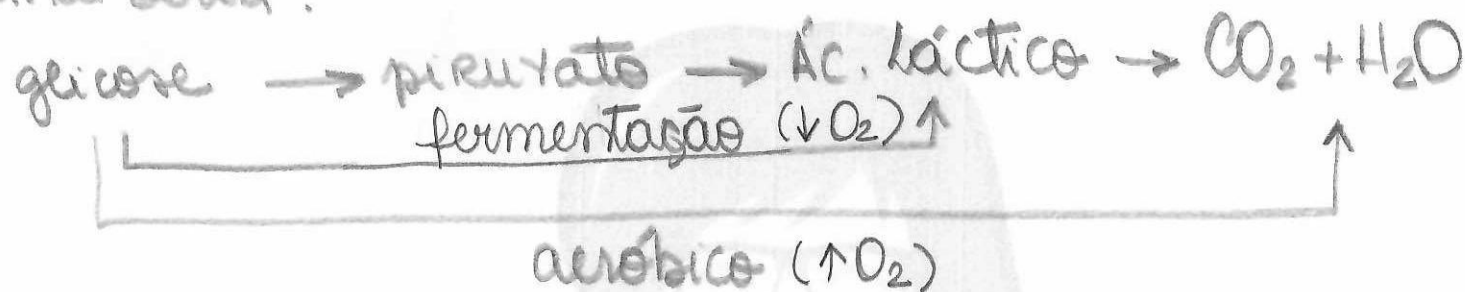 glicose → piruvato → Ác. Láctico → CO₂ + H₂O
fermentação (↓O₂)
aeróbico (↑O₂)